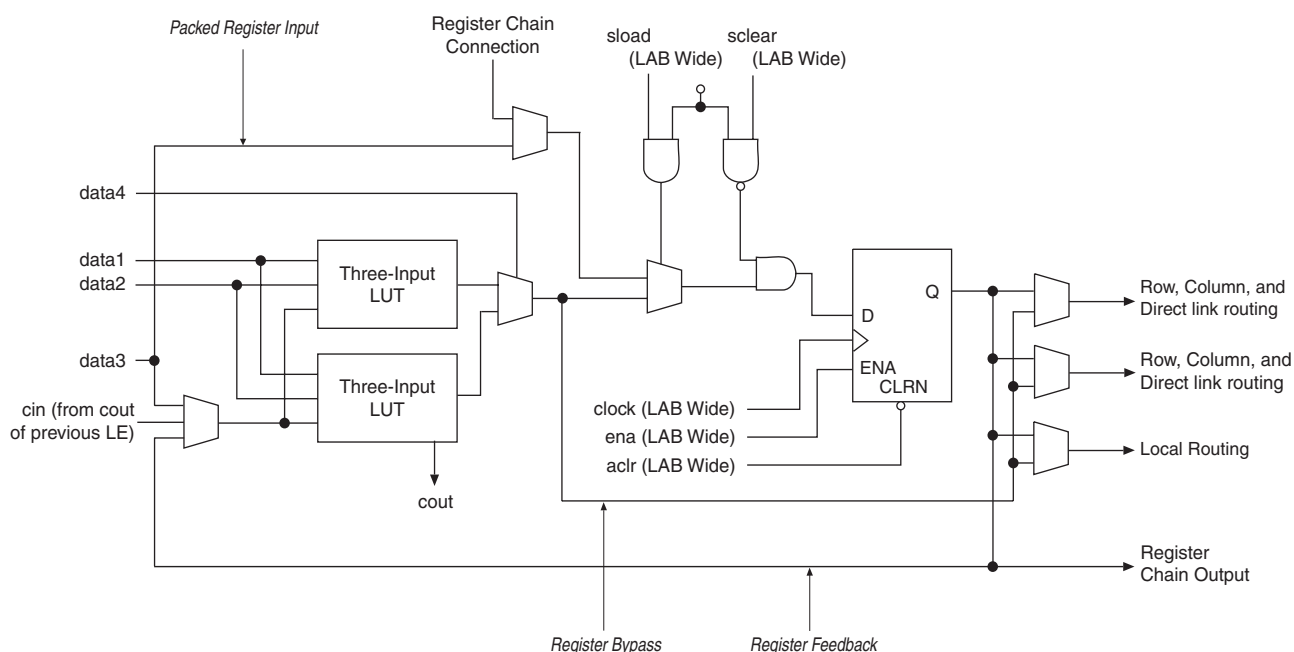 Packed Register Input
Register Chain
Connection
sload
(LAB Wide)
sclear
(LAB Wide)
data4
data1
data2
Three-Input
LUT
data3
Three-Input
LUT
cin (from cout
of previous LE)
cout
Q
D
ENA
CLRN
clock (LAB Wide)
ena (LAB Wide)
aclr (LAB Wide)
Row, Column, and
Direct link routing
Row, Column, and
Direct link routing
Local Routing
Register
Chain Output
Register Bypass
Register Feedback